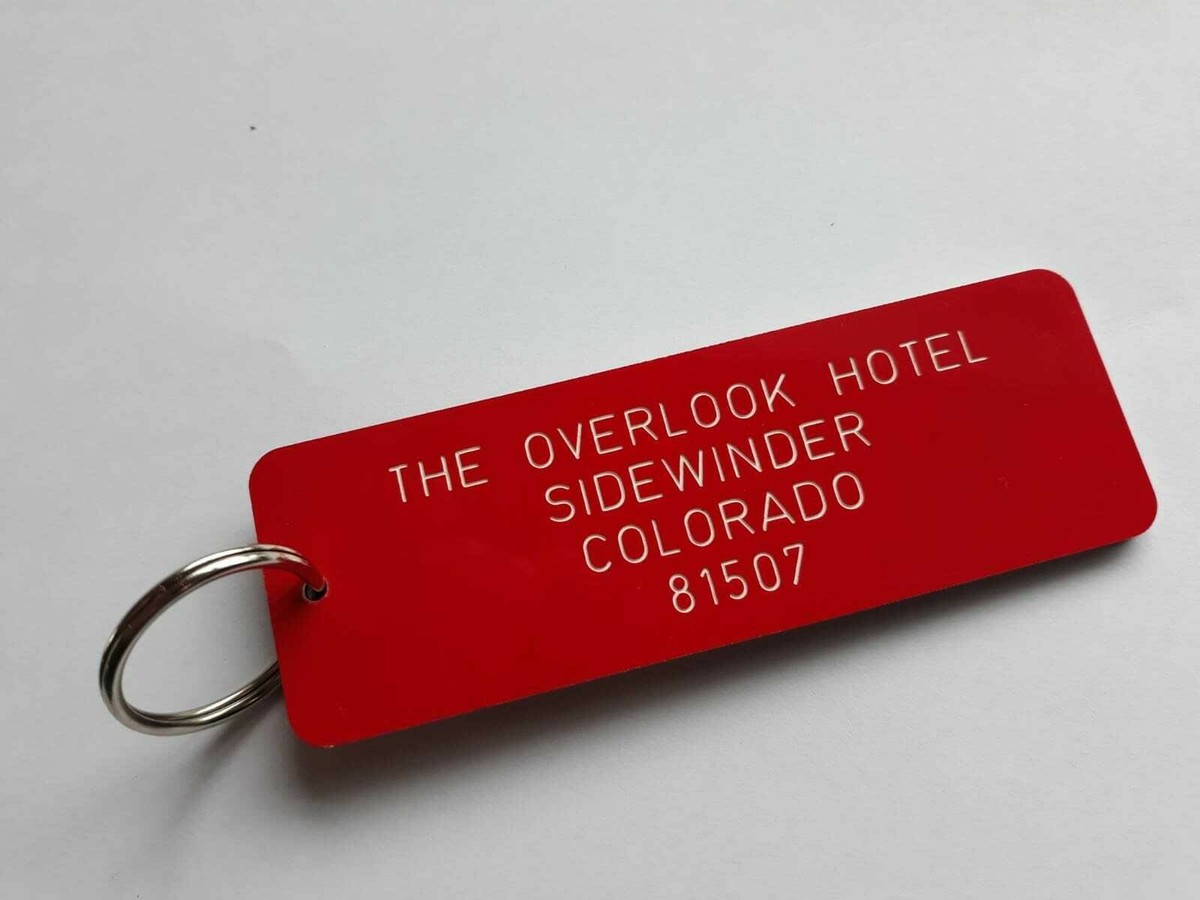 THE OVERLOOK HOTEL
SIDEWINDER
COLORADO
81507